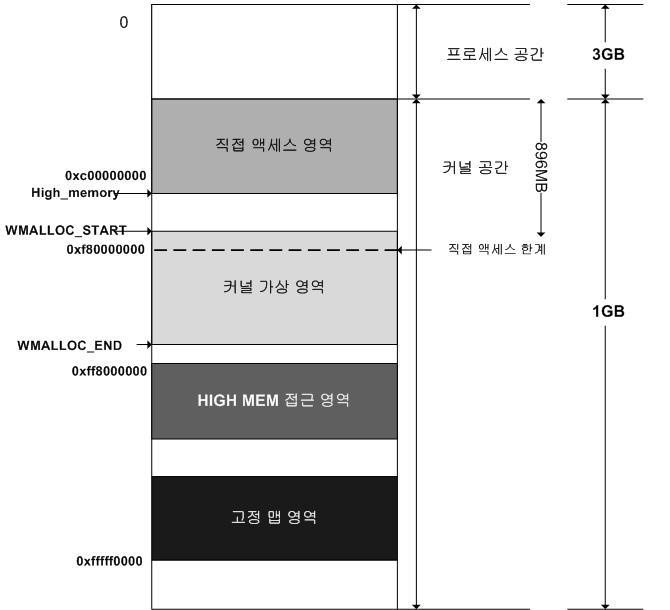 0
프로세스 공간
3GB
직접 액세스 영역
0xc00000000
High_memory
커널 공간
896MB
WMALLOC_START
0xf80000000
직접 액세스 한계
커널 가상 영역
1GB
WMALLOC_END
0xff8000000
HIGH MEM 접근 영역
고정 맵 영역
0xfffff0000